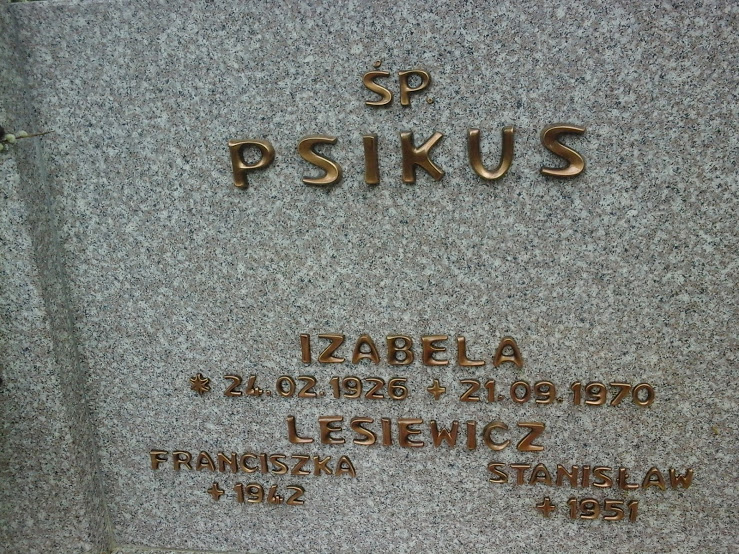 ŚP.
PSIKUS
IZABELA
* 24.02.1926 + 21.09.1970
LESIEWICZ
FRANCISZKA STANISŁAW
+ 1942 + 1951